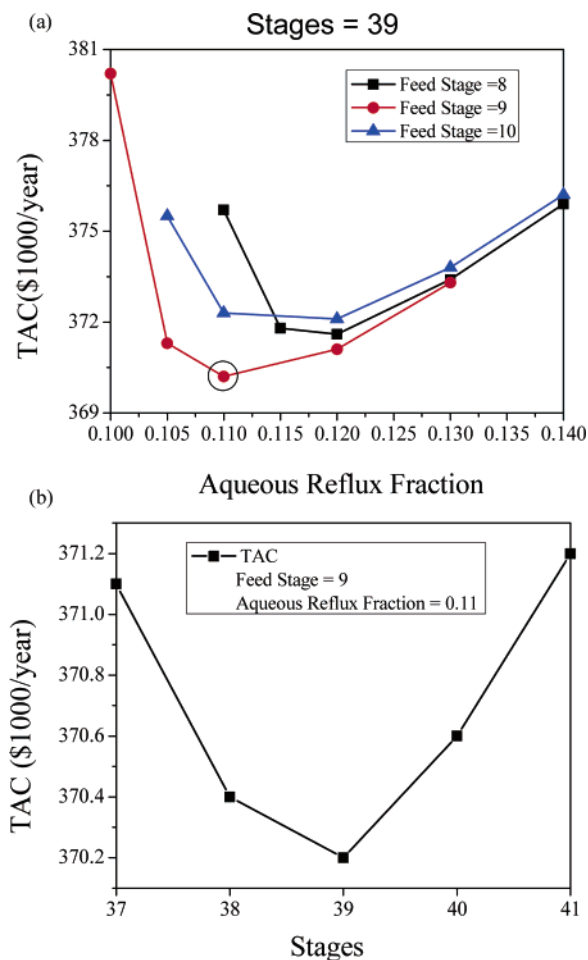 (a)
Stages = 39
381
378
375
372
369
TAC($1000/year)
Feed Stage =8
Feed Stage =9
Feed Stage =10
0.100 0.105 0.110 0.115 0.120 0.125 0.130 0.135 0.140
Aqueous Reflux Fraction
(b)
371.2
371.0
370.8
370.6
370.4
370.2
TAC ($1000/year)
TAC
Feed Stage = 9
Aqueous Reflux Fraction = 0.11
37 38 39 40 41
Stages